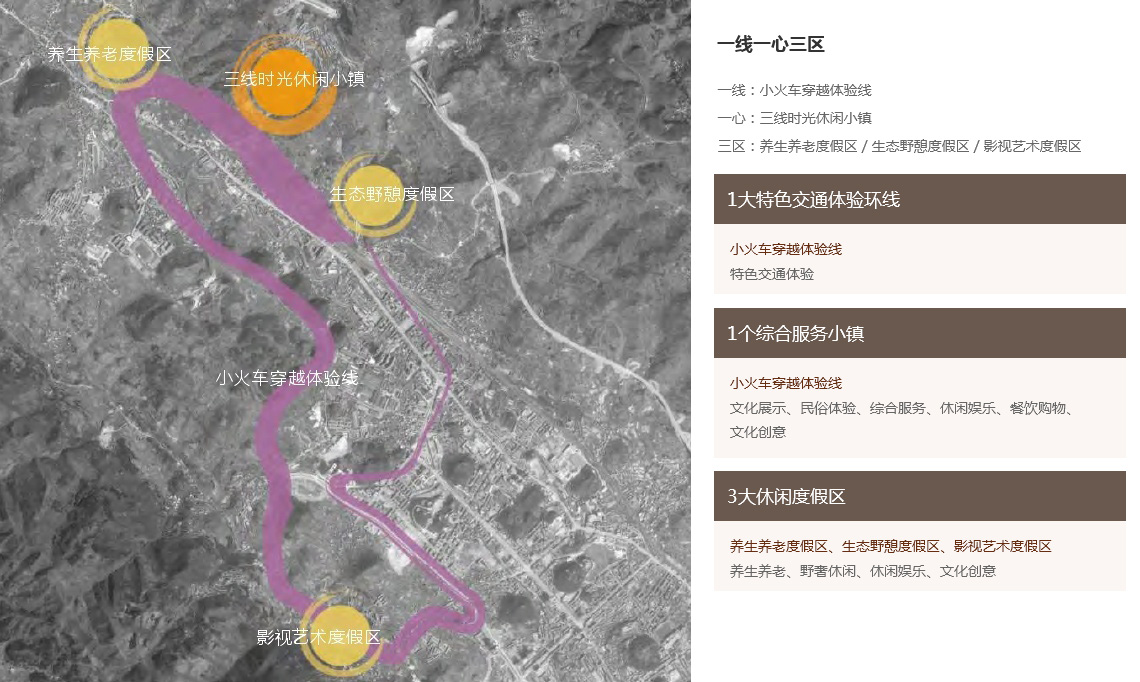 养生养老度假区
三线时光休闲小镇
生态野憩度假区
小火车穿越体验线
影视艺术度假区
一线一心三区
一线：小火车穿越体验线
一心：三线时光休闲小镇
三区：养生养老度假区 / 生态野憩度假区 / 影视艺术度假区
1大特色交通体验环线
小火车穿越体验线
特色交通体验
1个综合服务小镇
小火车穿越体验线
文化展示、民俗体验、综合服务、休闲娱乐、餐饮购物、
文化创意
3大休闲度假区
养生养老度假区、生态野憩度假区、影视艺术度假区
养生养老、野奢休闲、休闲娱乐、文化创意